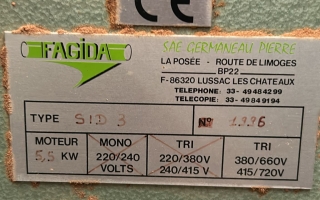 CE
FAGIDA
SAE GERMANEAU PIERRE
LA POSÉE - ROUTE DE LIMOGES
BP22
F-86320 LUSSAC LES CHATEAUX
TELEPHONE: 33-49484299
TELECOPIE: 33-49849194
TYPE SID 3 N° 1996
MOTEUR MONO TRI TRI
5,5 KW 220/240 220/380V 380/660V
VOLTS 240/415 V 415/720V